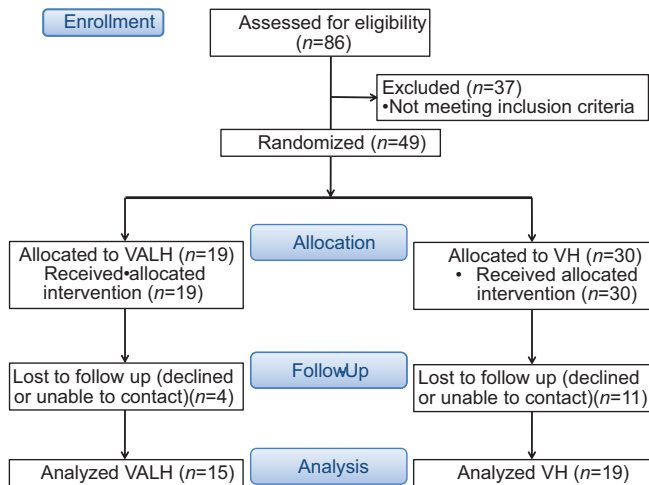 Enrollment
Assessed for eligibility
(n=86)
Excluded (n=37)
•Not meeting inclusion criteria
Randomized (n=49)
Allocation
Allocated to VALH (n=19)
Received•allocated
intervention (n=19)
Allocated to VH (n=30)
• Received allocated
intervention (n=30)
Follow-Up
Lost to follow up (declined
or unable to contact)(n=4)
Lost to follow up (declined
or unable to contact)(n=11)
Analysis
Analyzed VALH (n=15)
Analyzed VH (n=19)